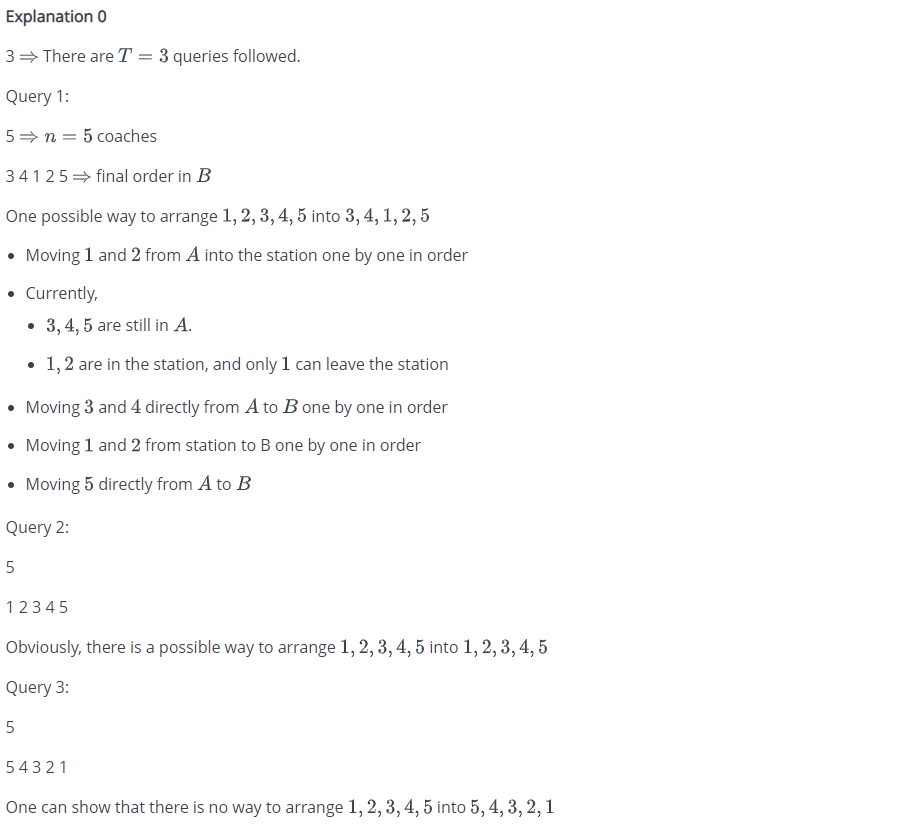 Explanation 0
3 ⇒ There are T = 3 queries followed.
Query 1:
5 ⇒ n = 5 coaches
3 4 1 2 5 ⇒ final order in B
One possible way to arrange 1, 2, 3, 4, 5 into 3, 4, 1, 2, 5
• Moving 1 and 2 from A into the station one by one in order
• Currently,
• 3, 4, 5 are still in A.
• 1, 2 are in the station, and only 1 can leave the station
• Moving 3 and 4 directly from A to B one by one in order
• Moving 1 and 2 from station to B one by one in order
• Moving 5 directly from A to B
Query 2:
5
1 2 3 4 5
Obviously, there is a possible way to arrange 1, 2, 3, 4, 5 into 1, 2, 3, 4, 5
Query 3:
5
5 4 3 2 1
One can show that there is no way to arrange 1, 2, 3, 4, 5 into 5, 4, 3, 2, 1